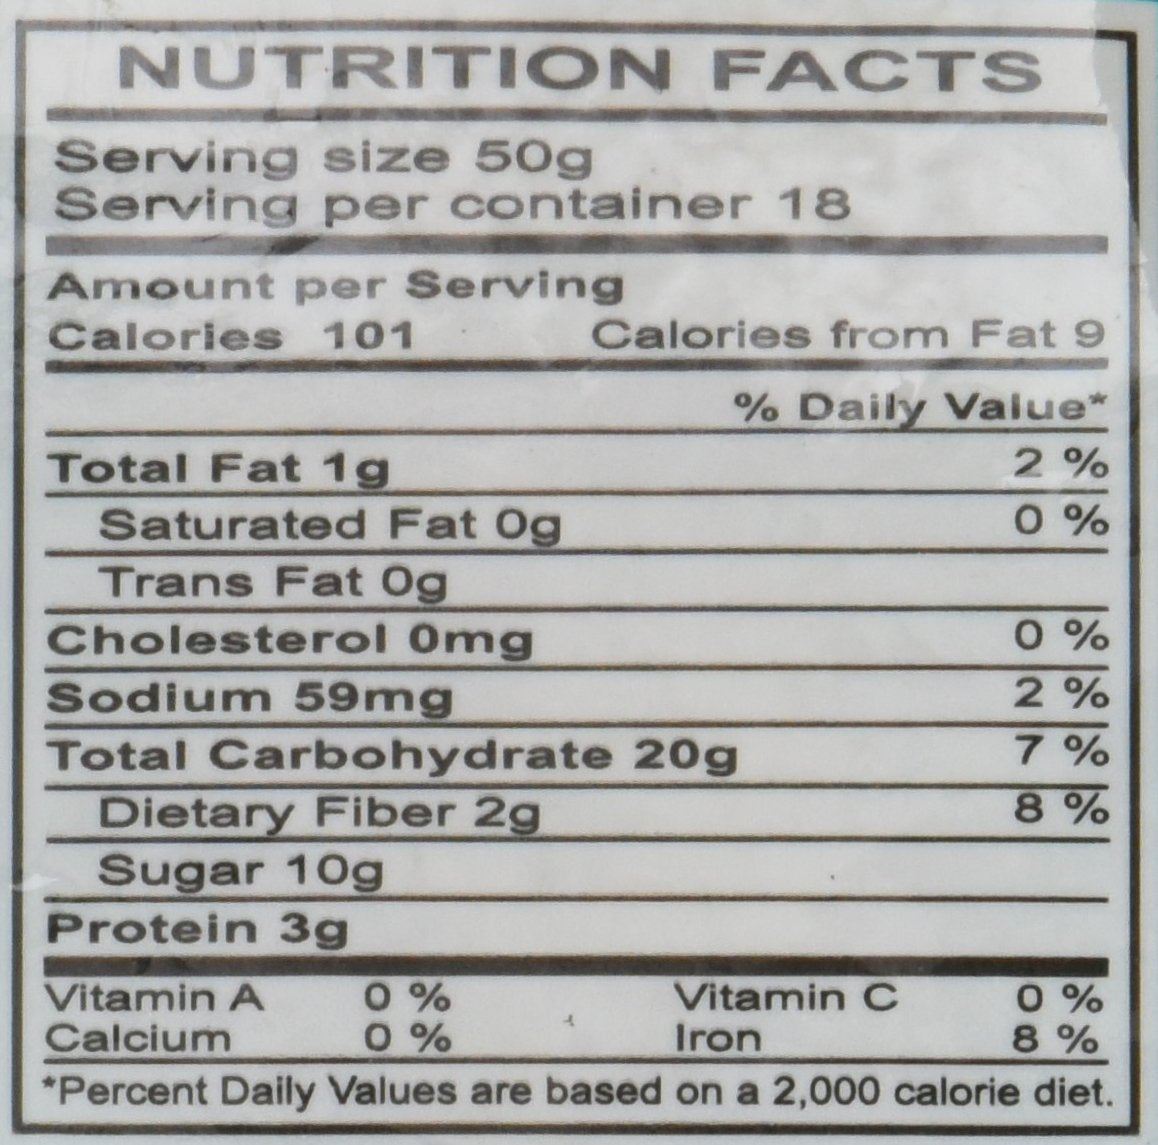 NUTRITION FACTS
Serving size 50g
Serving per container 18
Amount per Serving
Calories 101 Calories from Fat 9
% Daily Value*
Total Fat 1g 2 %
Saturated Fat 0g 0 %
Trans Fat 0g
Cholesterol 0mg 0 %
Sodium 59mg 2 %
Total Carbohydrate 20g 7 %
Dietary Fiber 2g 8 %
Sugar 10g
Protein 3g
Vitamin A 0 % Vitamin C 0 %
Calcium 0 % Iron 8 %
*Percent Daily Values are based on a 2,000 calorie diet.